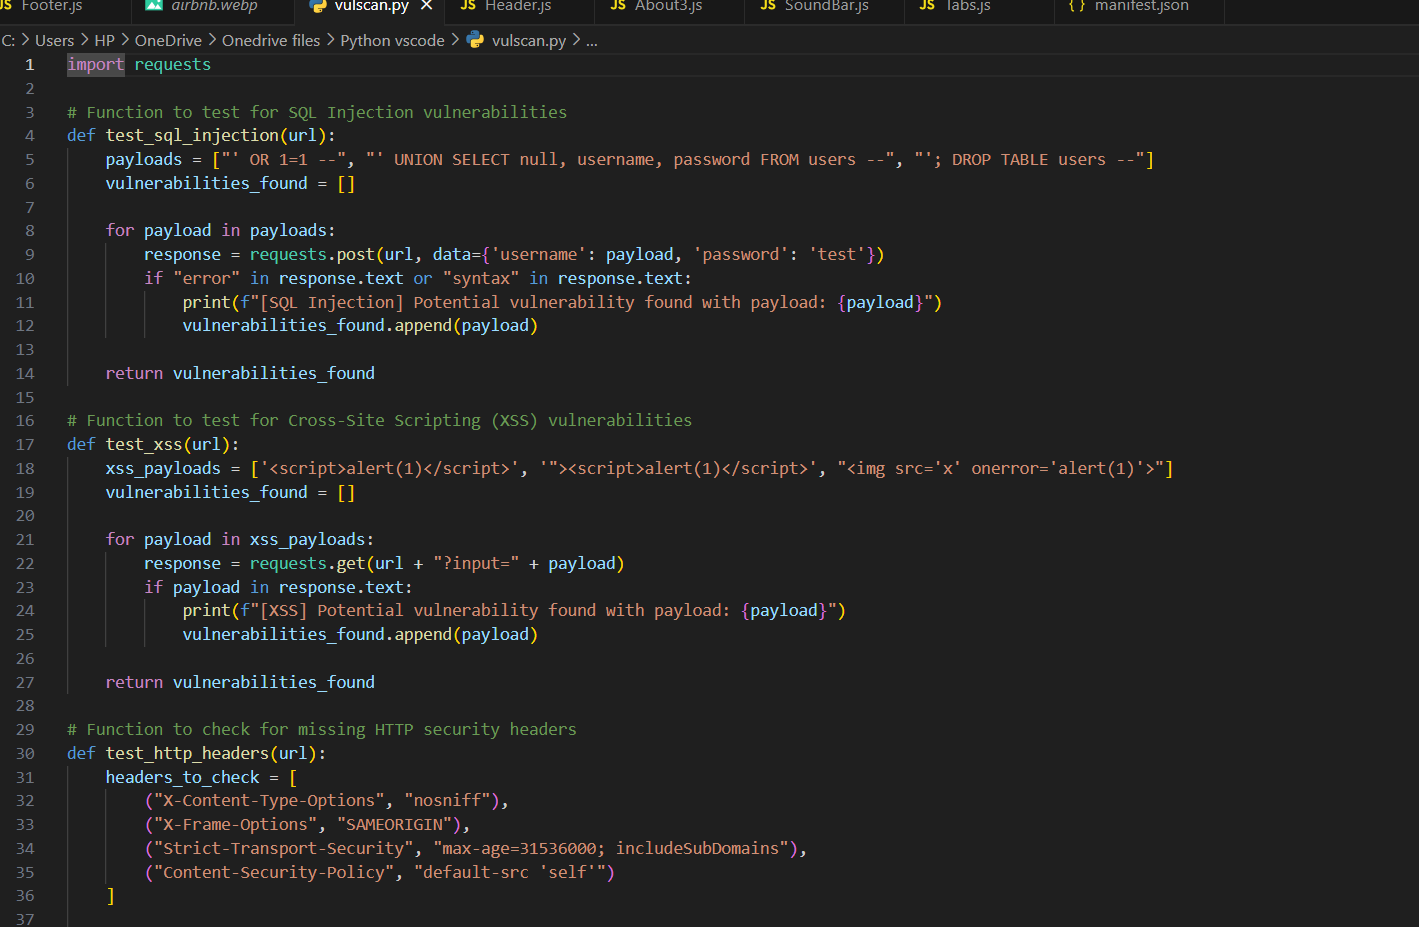 JS Footer.js airbnb.webp vulscan.py × JS Header.js JS About3.js JS SoundBar.js JS Tabs.js {} manifest.json
C: > Users > HP > OneDrive > Onedrive files > Python vscode > vulscan.py > ...
1 import requests
2
3 # Function to test for SQL Injection vulnerabilities
4 def test_sql_injection(url):
5     payloads = ["' OR 1=1 --", "' UNION SELECT null, username, password FROM users --", "'; DROP TABLE users --"]
6     vulnerabilities_found = []
7
8     for payload in payloads:
9         response = requests.post(url, data={'username': payload, 'password': 'test'})
10         if "error" in response.text or "syntax" in response.text:
11             print(f"[SQL Injection] Potential vulnerability found with payload: {payload}")
12             vulnerabilities_found.append(payload)
13
14     return vulnerabilities_found
15
16 # Function to test for Cross-Site Scripting (XSS) vulnerabilities
17 def test_xss(url):
18     xss_payloads = ['<script>alert(1)</script>', '"><script>alert(1)</script>', "<img src='x' onerror='alert(1)'>"]
19     vulnerabilities_found = []
20
21     for payload in xss_payloads:
22         response = requests.get(url + "?input=" + payload)
23         if payload in response.text:
24             print(f"[XSS] Potential vulnerability found with payload: {payload}")
25             vulnerabilities_found.append(payload)
26
27     return vulnerabilities_found
28
29 # Function to check for missing HTTP security headers
30 def test_http_headers(url):
31     headers_to_check = [
32         ("X-Content-Type-Options", "nosniff"),
33         ("X-Frame-Options", "SAMEORIGIN"),
34         ("Strict-Transport-Security", "max-age=31536000; includeSubDomains"),
35         ("Content-Security-Policy", "default-src 'self'")
36     ]
37